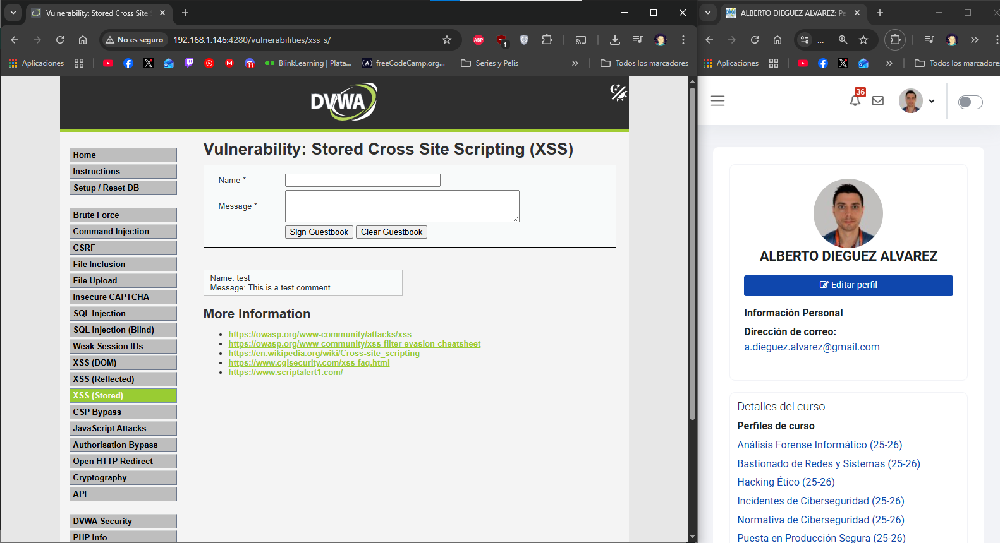 Vulnerability: Stored Cross Site S
No es seguro
192.168.1.146:4280/vulnerabilities/xss_s/
ABP
1
Aplicaciones
BlinkLearning | Plata...
freeCodeCamp.org...
Series y Pelis
Todos los marcadores
DVWA
Home
Instructions
Setup / Reset DB
Brute Force
Command Injection
CSRF
File Inclusion
File Upload
Insecure CAPTCHA
SQL Injection
SQL Injection (Blind)
Weak Session IDs
XSS (DOM)
XSS (Reflected)
XSS (Stored)
CSP Bypass
JavaScript Attacks
Authorisation Bypass
Open HTTP Redirect
Cryptography
API
DVWA Security
PHP Info
Vulnerability: Stored Cross Site Scripting (XSS)
Name *
Message *
Sign Guestbook
Clear Guestbook
Name: test
Message: This is a test comment.
More Information
https://owasp.org/www-community/attacks/xss
https://owasp.org/www-community/xss-filter-evasion-cheatsheet
https://en.wikipedia.org/wiki/Cross-site_scripting
https://www.cgisecurity.com/xss-faq.html
https://www.scriptalert1.com/
ALBERTO DIEGUEZ ALVAREZ: Pe
...
Aplicaciones
Todos los marcadores
36
ALBERTO DIEGUEZ ALVAREZ
Editar perfil
Información Personal
Dirección de correo:
a.dieguez.alvarez@gmail.com
Detalles del curso
Perfiles de curso
Análisis Forense Informático (25-26)
Bastionado de Redes y Sistemas (25-26)
Hacking Ético (25-26)
Incidentes de Ciberseguridad (25-26)
Normativa de Ciberseguridad (25-26)
Puesta en Producción Segura (25-26)